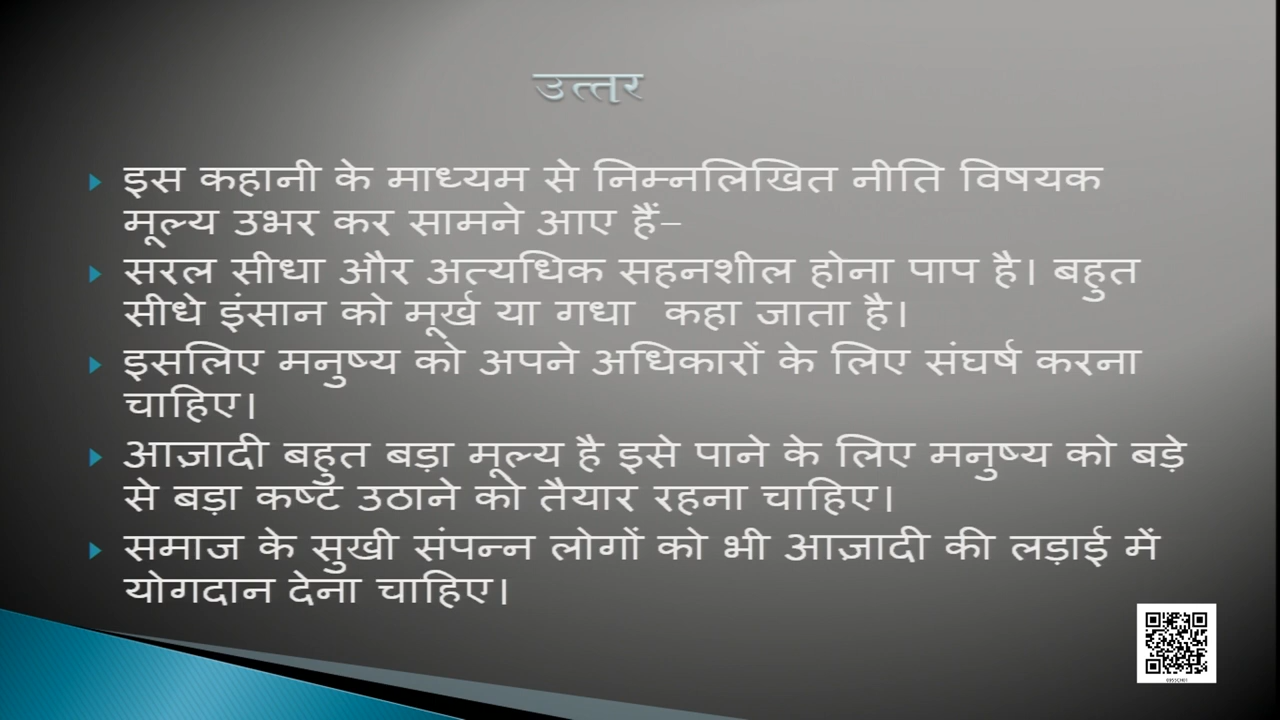 उत्तर
इस कहानी के माध्यम से निम्नलिखित नीति विषयक
मूल्य उभर कर सामने आए हैं–
सरल सीधा और अत्यधिक सहनशील होना पाप है। बहुत
सीधे इंसान को मूर्ख या गधा कहा जाता है।
इसलिए मनुष्य को अपने अधिकारों के लिए संघर्ष करना
चाहिए।
आज़ादी बहुत बड़ा मूल्य है इसे पाने के लिए मनुष्य को बड़े
से बड़ा कष्ट उठाने को तैयार रहना चाहिए।
समाज के सुखी संपन्न लोगों को भी आज़ादी की लड़ाई में
योगदान देना चाहिए।